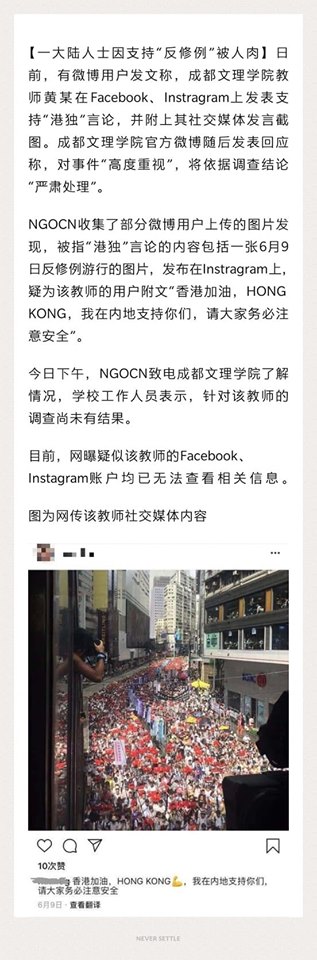 【一大陆人士因支持“反修例”被人肉】日
前，有微博用户发文称，成都文理学院教
师黄某在Facebook、Instragram上发表支
持“港独”言论，并附上其社交媒体发言截
图。成都文理学院官方微博随后发表回应
称，对事件“高度重视”，将依据调查结论
“严肃处理”。
NGOCN收集了部分微博用户上传的图片发
现，被指“港独”言论的内容包括一张6月9
日反修例游行的图片，发布在Instragram上，
疑为该教师的用户附文“香港加油，HONG
KONG，我在内地支持你们，请大家务必注
意安全”。
今日下午，NGOCN致电成都文理学院了解
情况，学校工作人员表示，针对该教师的
调查尚未有结果。
目前，网曝疑似该教师的Facebook、
Instagram账户均已无法查看相关信息。
图为网传该教师社交媒体内容
10次赞
香港加油，HONG KONG💪，我在内地支持你们，
请大家务必注意安全
6月9日 · 查看翻译
NEVER SETTLE